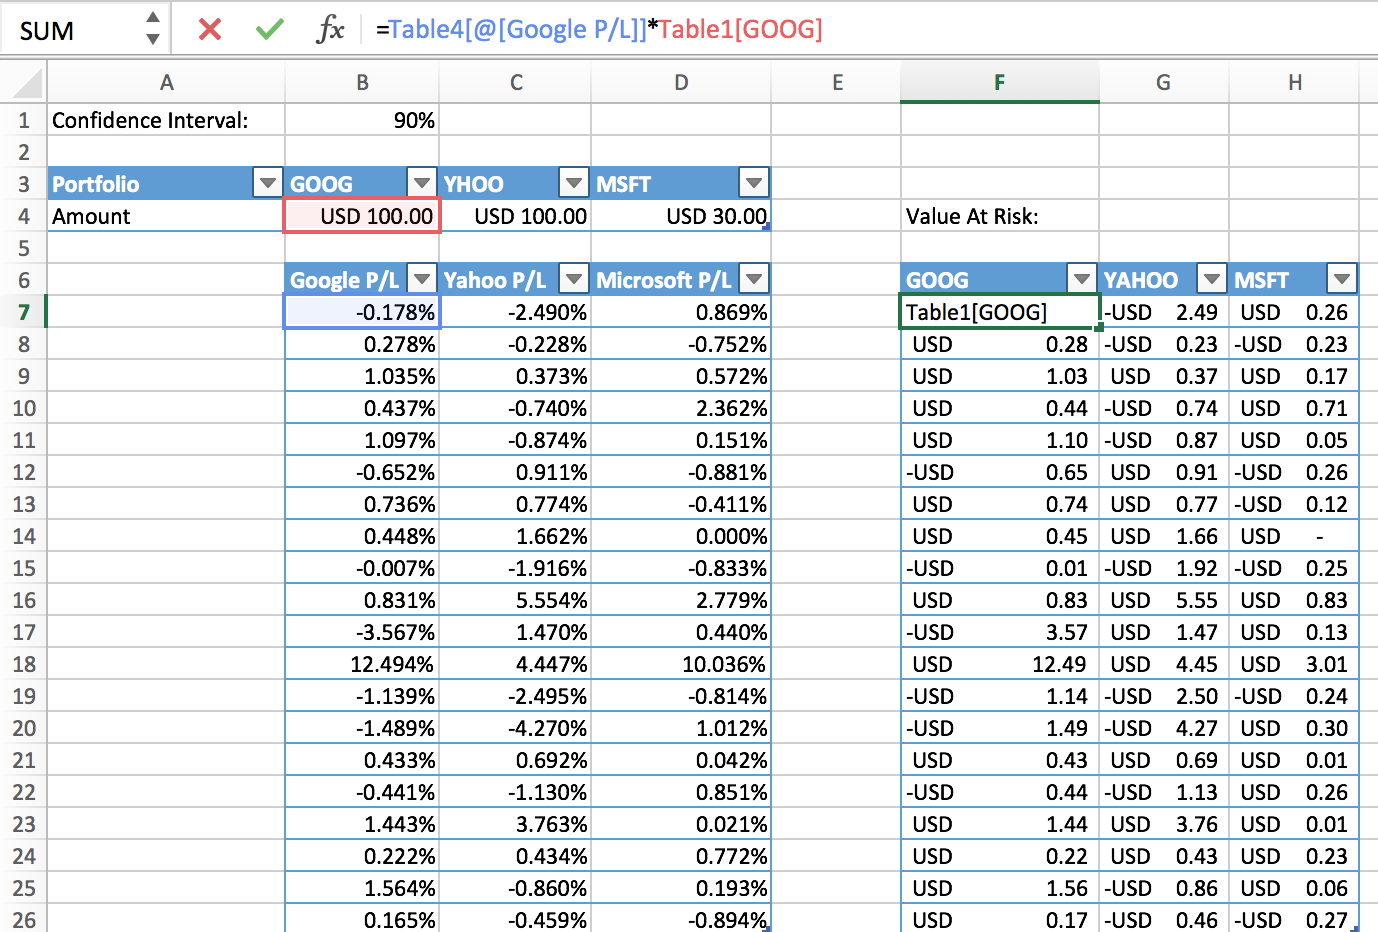 SUM fx =Table4[@[Google P/L]]*Table1[GOOG]
A B C D E F G H
1 Confidence Interval: 90%
2
3 Portfolio GOOG YHOO MSFT
4 Amount USD 100.00 USD 100.00 USD 30.00 Value At Risk:
5
6 Google P/L Yahoo P/L Microsoft P/L GOOG YAHOO MSFT
7 -0.178% -2.490% 0.869% Table1[GOOG] -USD 2.49 USD 0.26
8 0.278% -0.228% -0.752% USD 0.28 -USD 0.23 -USD 0.23
9 1.035% 0.373% 0.572% USD 1.03 USD 0.37 USD 0.17
10 0.437% -0.740% 2.362% USD 0.44 -USD 0.74 USD 0.71
11 1.097% -0.874% 0.151% USD 1.10 -USD 0.87 USD 0.05
12 -0.652% 0.911% -0.881% -USD 0.65 USD 0.91 -USD 0.26
13 0.736% 0.774% -0.411% USD 0.74 USD 0.77 -USD 0.12
14 0.448% 1.662% 0.000% USD 0.45 USD 1.66 USD -
15 -0.007% -1.916% -0.833% -USD 0.01 -USD 1.92 -USD 0.25
16 0.831% 5.554% 2.779% USD 0.83 USD 5.55 USD 0.83
17 -3.567% 1.470% 0.440% -USD 3.57 USD 1.47 USD 0.13
18 12.494% 4.447% 10.036% USD 12.49 USD 4.45 USD 3.01
19 -1.139% -2.495% -0.814% -USD 1.14 -USD 2.50 -USD 0.24
20 -1.489% -4.270% 1.012% -USD 1.49 -USD 4.27 USD 0.30
21 0.433% 0.692% 0.042% USD 0.43 USD 0.69 USD 0.01
22 -0.441% -1.130% 0.851% -USD 0.44 -USD 1.13 USD 0.26
23 1.443% 3.763% 0.021% USD 1.44 USD 3.76 USD 0.01
24 0.222% 0.434% 0.772% USD 0.22 USD 0.43 USD 0.23
25 1.564% -0.860% 0.193% USD 1.56 -USD 0.86 USD 0.06
26 0.165% -0.459% -0.894% USD 0.17 -USD 0.46 -USD 0.27